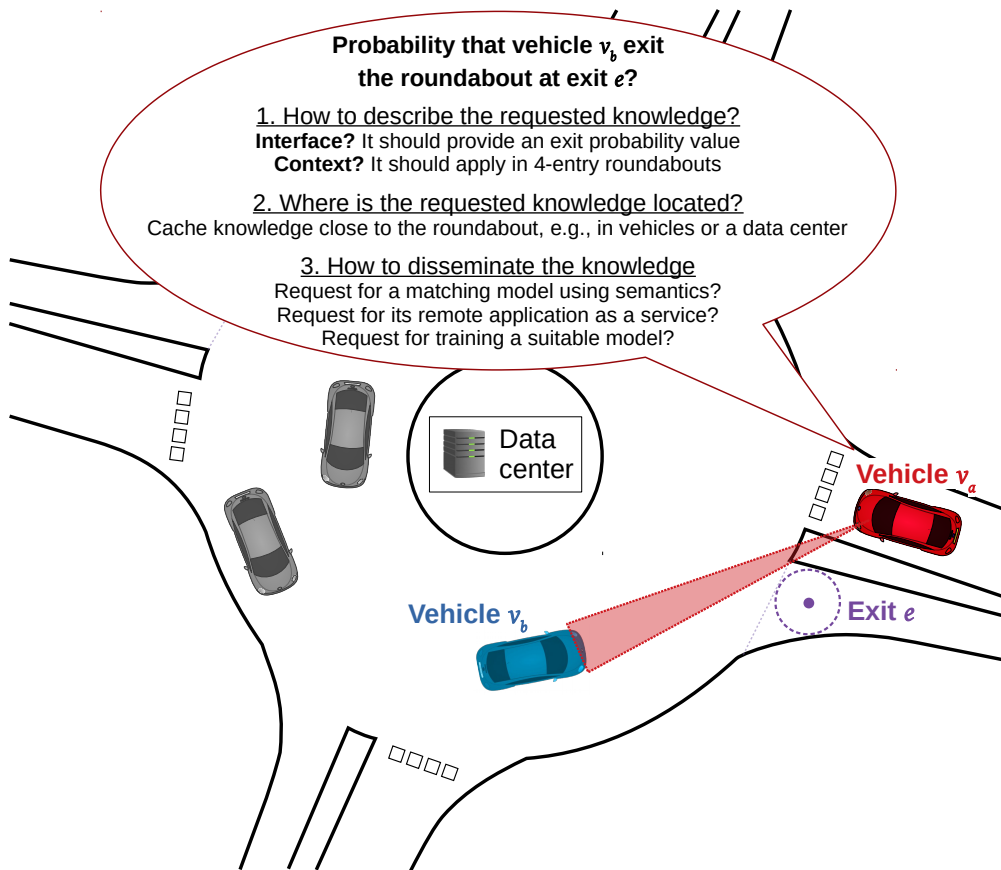 Probability that vehicle v_b exit
the roundabout at exit e?
1. How to describe the requested knowledge?
Interface? It should provide an exit probability value
Context? It should apply in 4-entry roundabouts
2. Where is the requested knowledge located?
Cache knowledge close to the roundabout, e.g., in vehicles or a data center
3. How to disseminate the knowledge
Request for a matching model using semantics?
Request for its remote application as a service?
Request for training a suitable model?
Data
center
Vehicle v_a
Vehicle v_b
Exit e